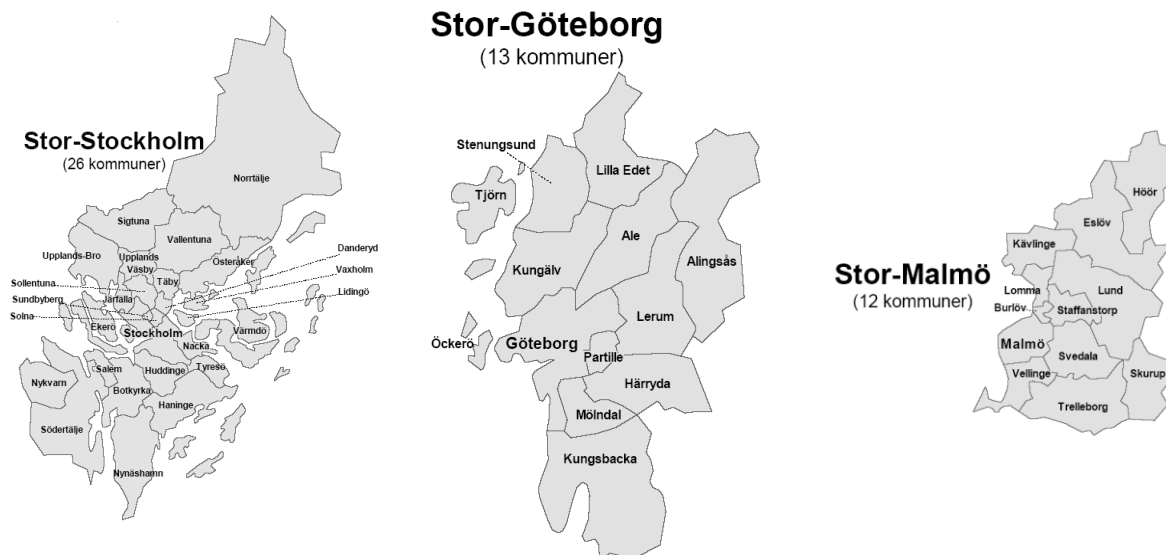 Stor-Stockholm
(26 kommuner)
Norrtälje
Sigtuna
Vallentuna
Upplands-Bro
Upplands
Väsby
Täby
Österåker
Danderyd
Vaxholm
Lidingö
Sollentuna
Sundbyberg
Solna
Järfälla
Ekerö
Stockholm
Nacka
Värmdö
Nykvarn
Salem
Huddinge
Tyresö
Botkyrka
Haninge
Södertälje
Nynäshamn
Stor-Göteborg
(13 kommuner)
Stenungsund
Lilla Edet
Tjörn
Ale
Kungälv
Alingsås
Lerum
Öckerö
Göteborg
Partille
Härryda
Mölndal
Kungsbacka
Stor-Malmö
(12 kommuner)
Höör
Eslöv
Kävlinge
Lomma
Lund
Burlöv
Staffanstorp
Malmö
Svedala
Vellinge
Skurup
Trelleborg